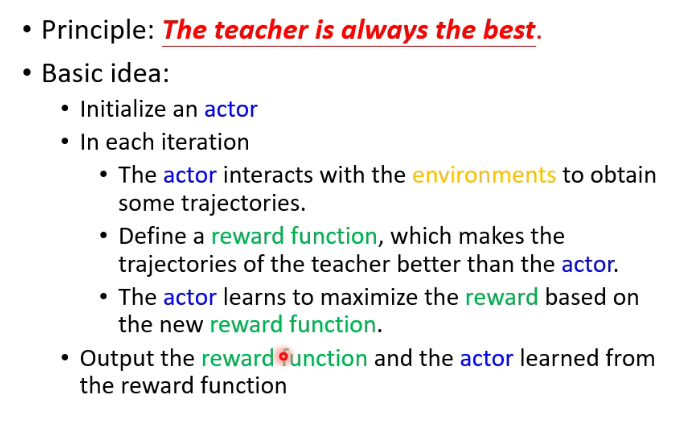 • Principle: The teacher is always the best.
• Basic idea:
• Initialize an actor
• In each iteration
• The actor interacts with the environments to obtain
some trajectories.
• Define a reward function, which makes the
trajectories of the teacher better than the actor.
• The actor learns to maximize the reward based on
the new reward function.
• Output the reward function and the actor learned from
the reward function